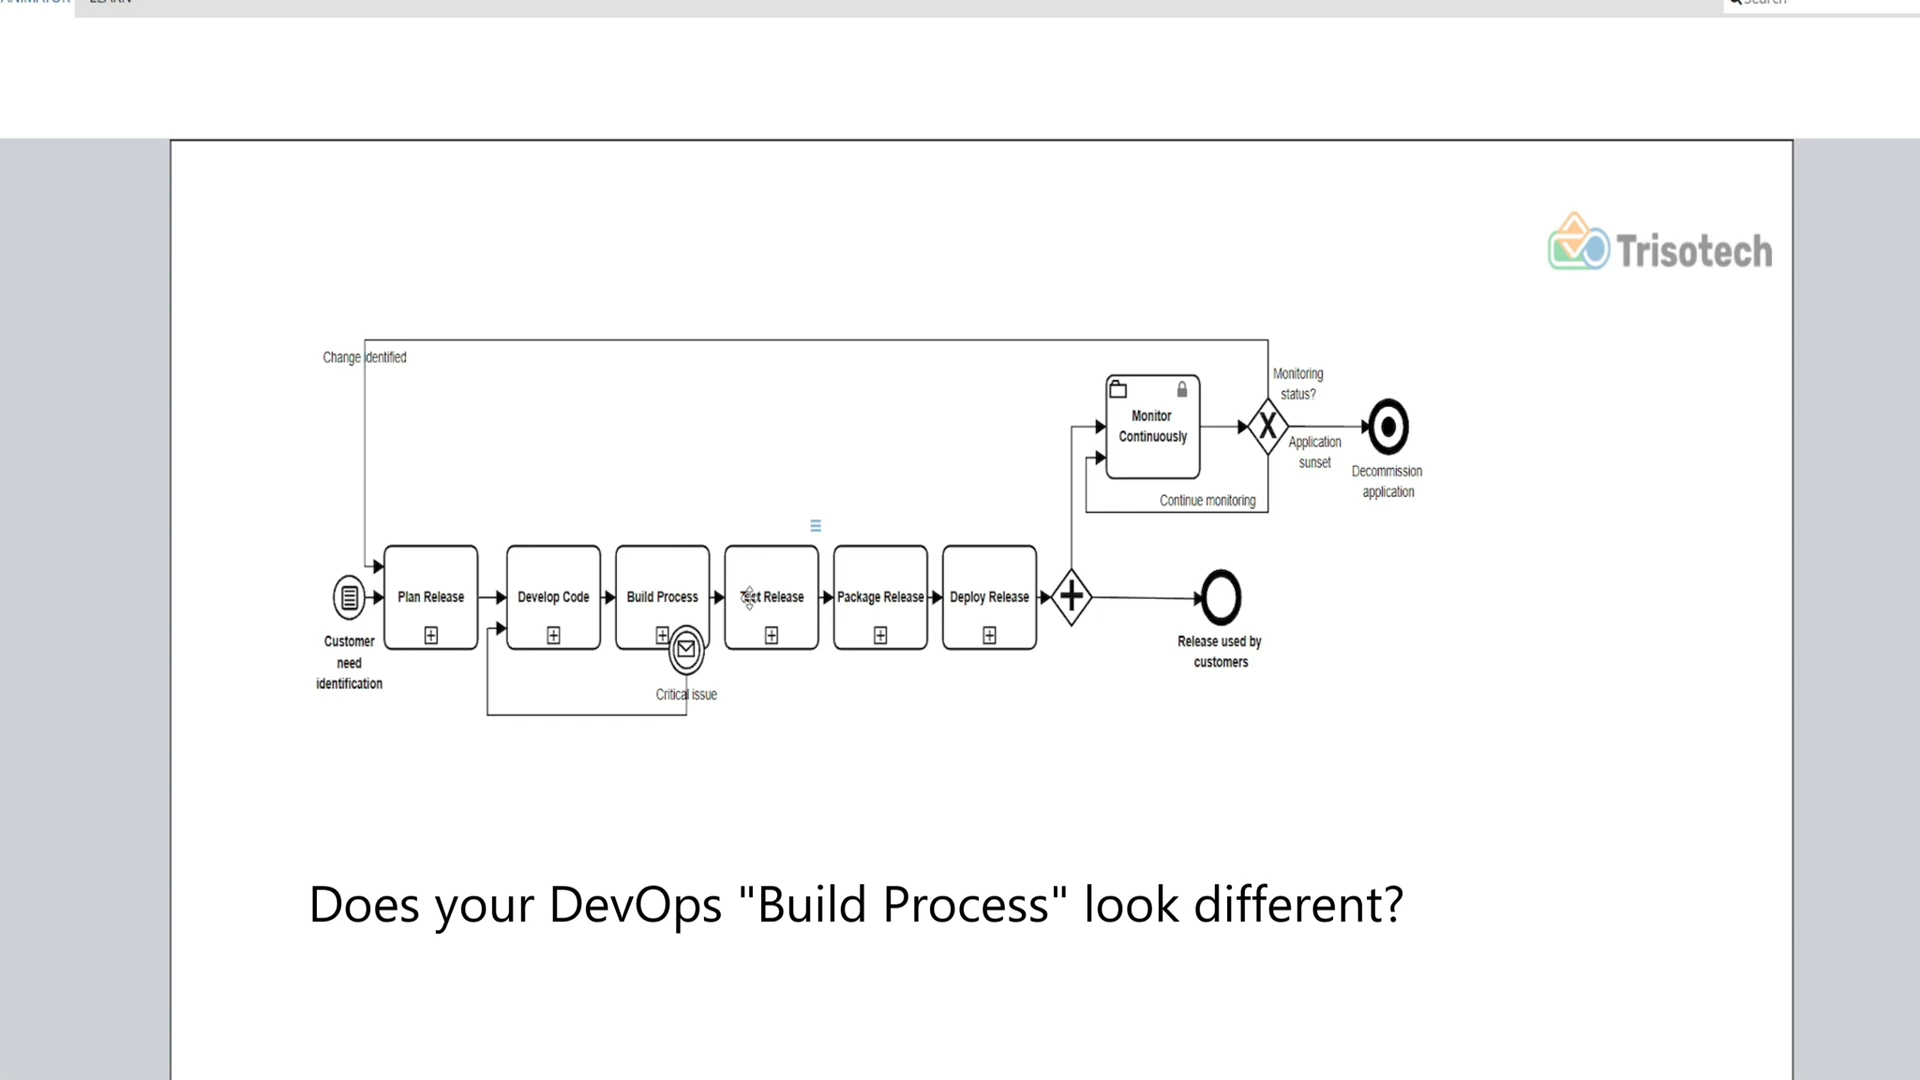 LEARN
Search
Trisotech
Change identified
Monitoring
status?
Monitor
Continuously
Application
sunset
Decommission
application
Continue monitoring
Plan Release
Develop Code
Build Process
Release
Package Release
Deploy Release
Customer
need
identification
Release used by
customers
Critical issue
Does your DevOps "Build Process" look different?